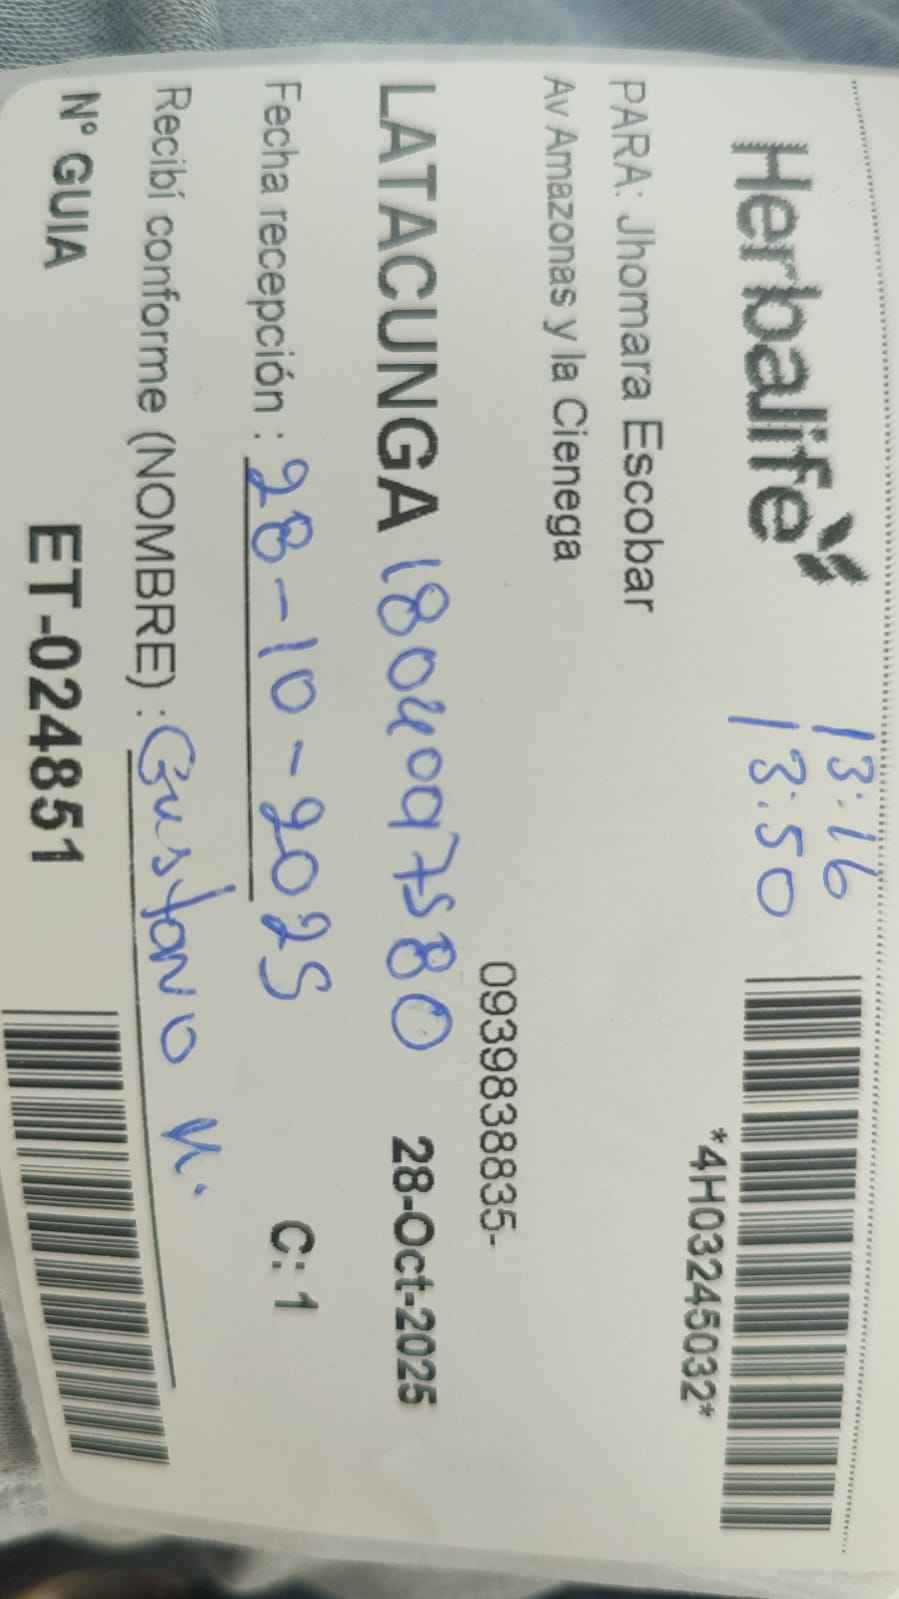 Herbalife
13:16
13:50
*4H03245032*
PARA: Jhomara Escobar
Av Amazonas y la Cienega
0939838835-
LATACUNGA 1804097580 28-Oct-2025
Fecha recepción : 28-10-2025 C: 1
Recibí conforme (NOMBRE) : Gustavo
N° GUIA ET-024851